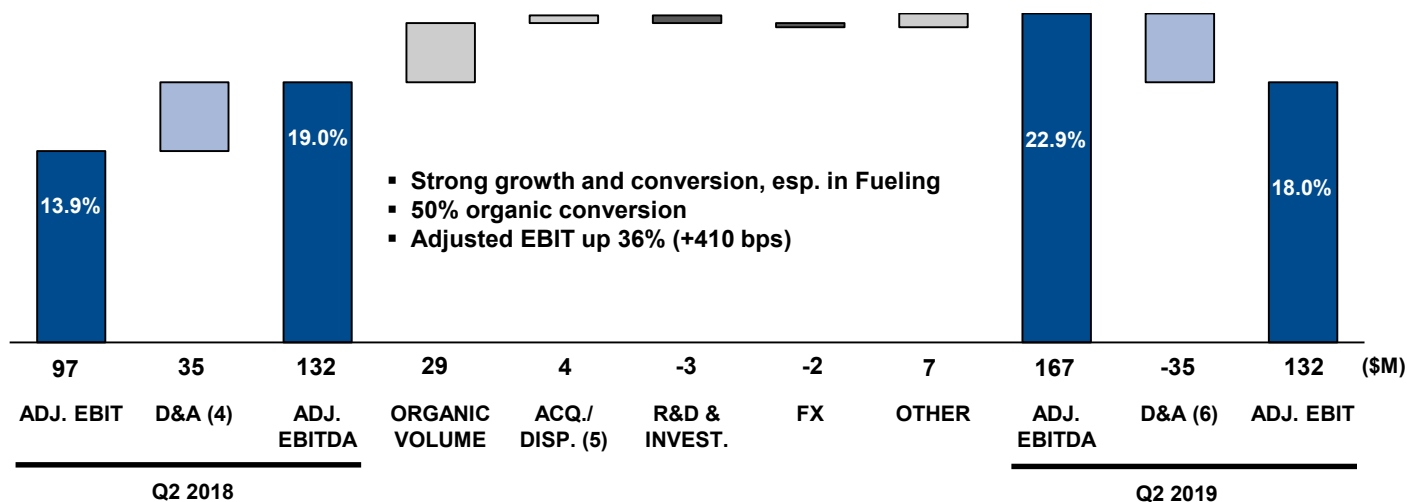 19.0%
22.9%
13.9%
18.0%
▪ Strong growth and conversion, esp. in Fueling
▪ 50% organic conversion
▪ Adjusted EBIT up 36% (+410 bps)
97 35 132 29 4 -3 -2 7 167 -35 132 ($M)
ADJ. EBIT D&A (4) ADJ. ORGANIC ACQ./ R&D & FX OTHER ADJ. D&A (6) ADJ. EBIT
EBITDA VOLUME DISP. (5) INVEST. EBITDA
Q2 2018 Q2 2019